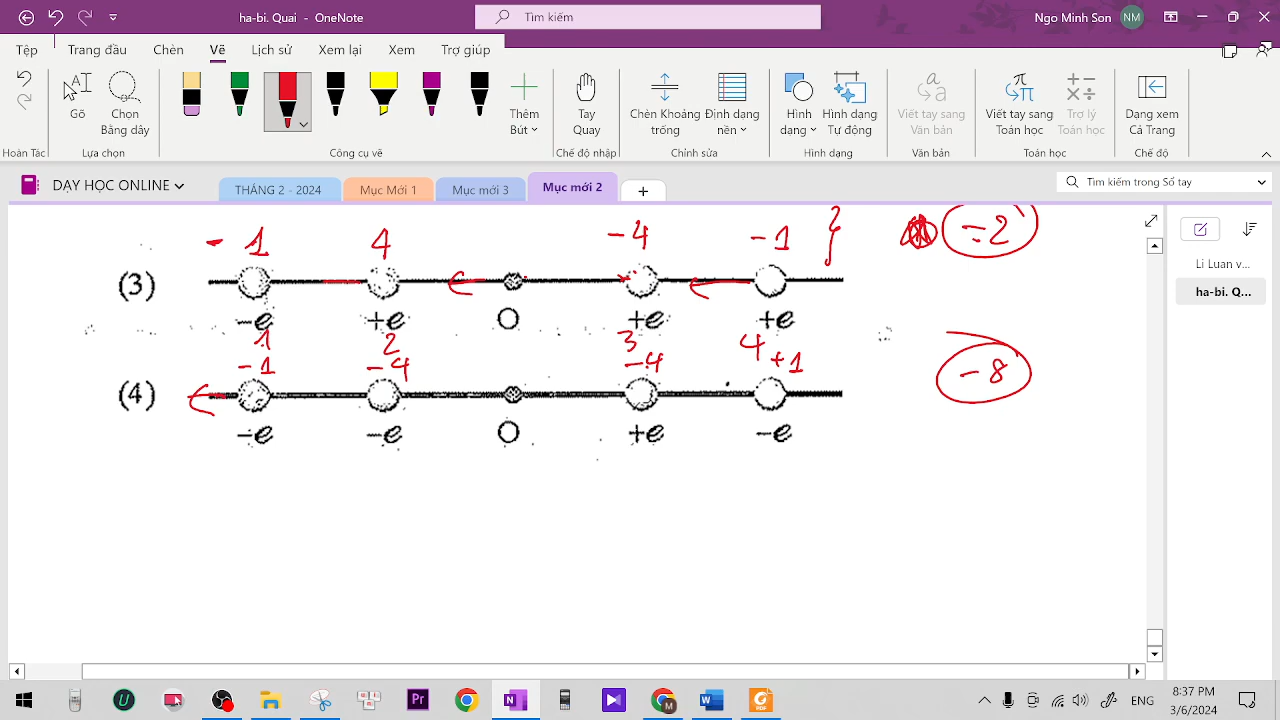 ha-bi. Quai - OneNote
Tìm kiếm
Ngo Minh Son
NM
Tệp Trang đầu Chèn Vẽ Lịch sử Xem lại Xem Trợ giúp
Gõ
Chọn Bằng dây
Thêm Bút
Tay Quay
Chèn Khoảng trống
Định dạng nền
Hình dạng
Hình dạng Tự động
Viết tay sang Văn bản
Viết tay sang Toán học
Trợ lý Toán học
Dạng xem Cả Trang
Hoàn Tác Lựa chọn Công cụ vẽ Chế độ nhập Chỉnh sửa Hình dạng Văn bản Toán học Chế độ
DẠY HỌC ONLINE
THÁNG 2 - 2024
Mục Mới 1
Mục mới 3
Mục mới 2
+
Tìm kiếm trong Sổ tay
Li Luan v...
ha-bi. Q...
- 1 4 -4 -1 -2
(3)
-e +e O +e +e
1 2 3 4
-1 -4 -4 +1 -8
(4)
-e -e O +e -e
ENG
8:37 PM
3/6/2024